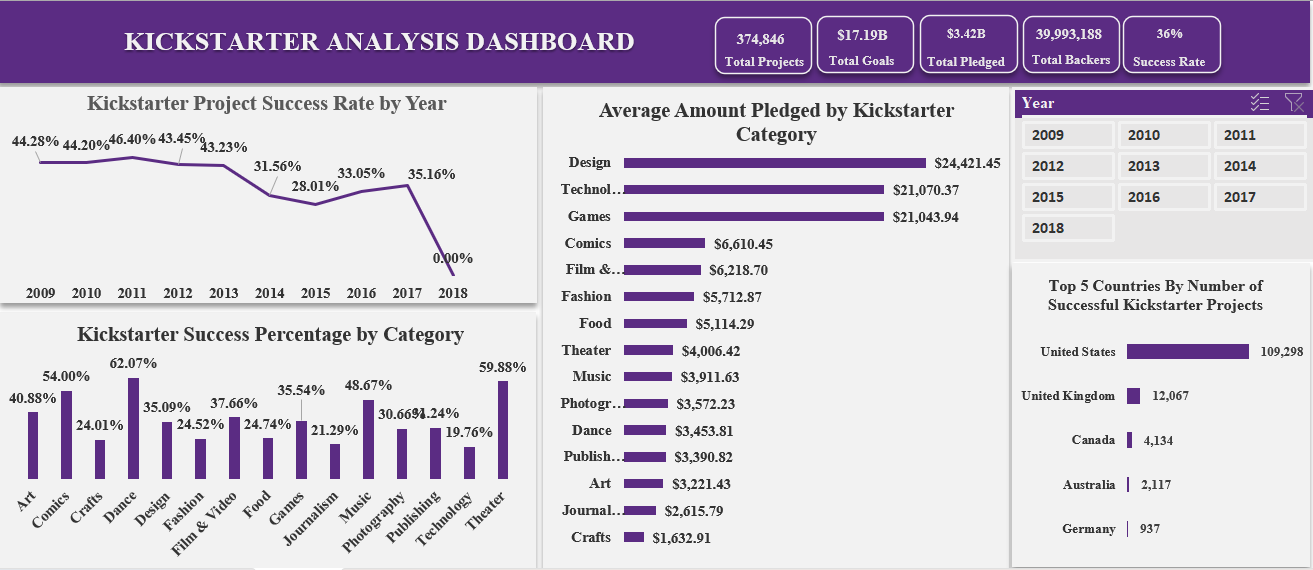 KICKSTARTER ANALYSIS DASHBOARD
374,846
Total Projects
$17.19B
Total Goals
$3.42B
Total Pledged
39,993,188
Total Backers
36%
Success Rate
Kickstarter Project Success Rate by Year
44.28%
44.20%
46.40%
43.45%
43.23%
31.56%
28.01%
33.05%
35.16%
0.00%
2009 2010 2011 2012 2013 2014 2015 2016 2017 2018
Kickstarter Success Percentage by Category
40.88%
54.00%
24.01%
62.07%
35.09%
24.52%
37.66%
24.74%
35.54%
21.29%
48.67%
30.66%
31.24%
19.76%
59.88%
Art
Comics
Crafts
Dance
Design
Fashion
Film & Video
Food
Games
Journalism
Music
Photography
Publishing
Technology
Theater
Average Amount Pledged by Kickstarter
Category
Design $24,421.45
Technol... $21,070.37
Games $21,043.94
Comics $6,610.45
Film &... $6,218.70
Fashion $5,712.87
Food $5,114.29
Theater $4,006.42
Music $3,911.63
Photogr... $3,572.23
Dance $3,453.81
Publish... $3,390.82
Art $3,221.43
Journal... $2,615.79
Crafts $1,632.91
Year
2009 2010 2011
2012 2013 2014
2015 2016 2017
2018
Top 5 Countries By Number of
Successful Kickstarter Projects
United States 109,298
United Kingdom 12,067
Canada 4,134
Australia 2,117
Germany 937